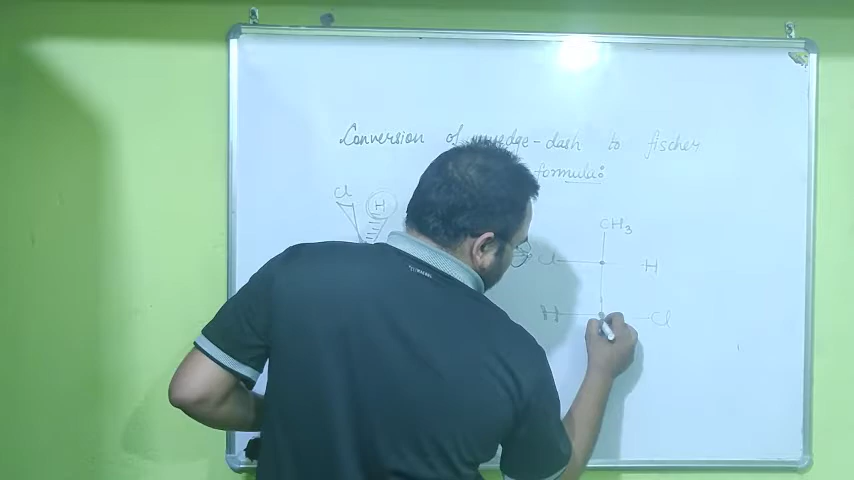 Conversion of wedge-dash to fischer
formula:
Cl H
CH3
Cl H
H Cl